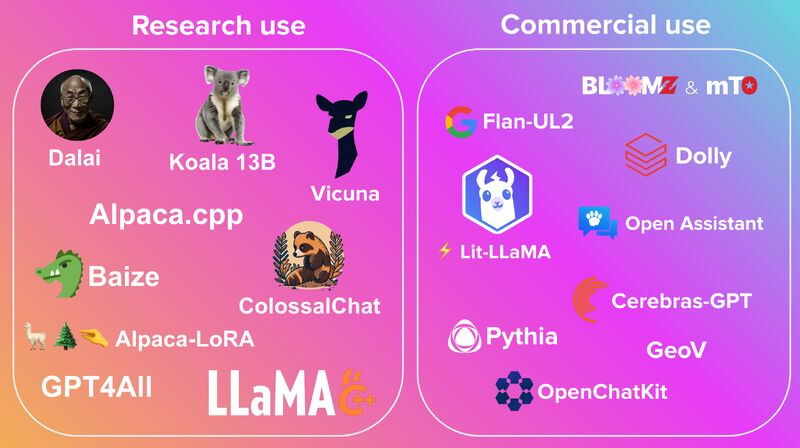 Research use
Dalai
Koala 13B
Vicuna
Alpaca.cpp
Baize
ColossalChat
Alpaca-LoRA
GPT4All
LLaMA C++
Commercial use
BLOOMZ & mT0
Flan-UL2
Dolly
Open Assistant
Lit-LLaMA
Cerebras-GPT
Pythia
GeoV
OpenChatKit